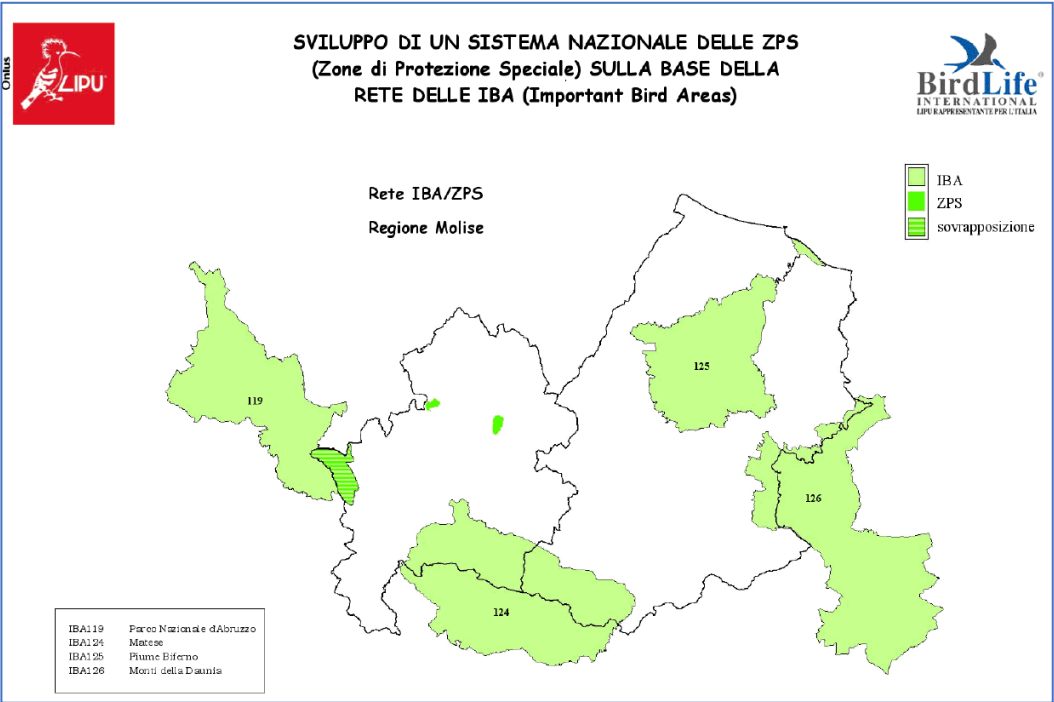 Onlus
LIPU
SVILUPPO DI UN SISTEMA NAZIONALE DELLE ZPS
(Zone di Protezione Speciale) SULLA BASE DELLA
RETE DELLE IBA (Important Bird Areas)
BirdLife®
INTERNATIONAL
LIPU RAPPRESENTANTE PER L'ITALIA
Rete IBA/ZPS
Regione Molise
IBA
ZPS
sovrapposizione
125
119
126
124
IBA119 Parco Nazionale d'Abruzzo
IBA124 Matese
IBA125 Fiume Biferno
IBA126 Monti della Daunia